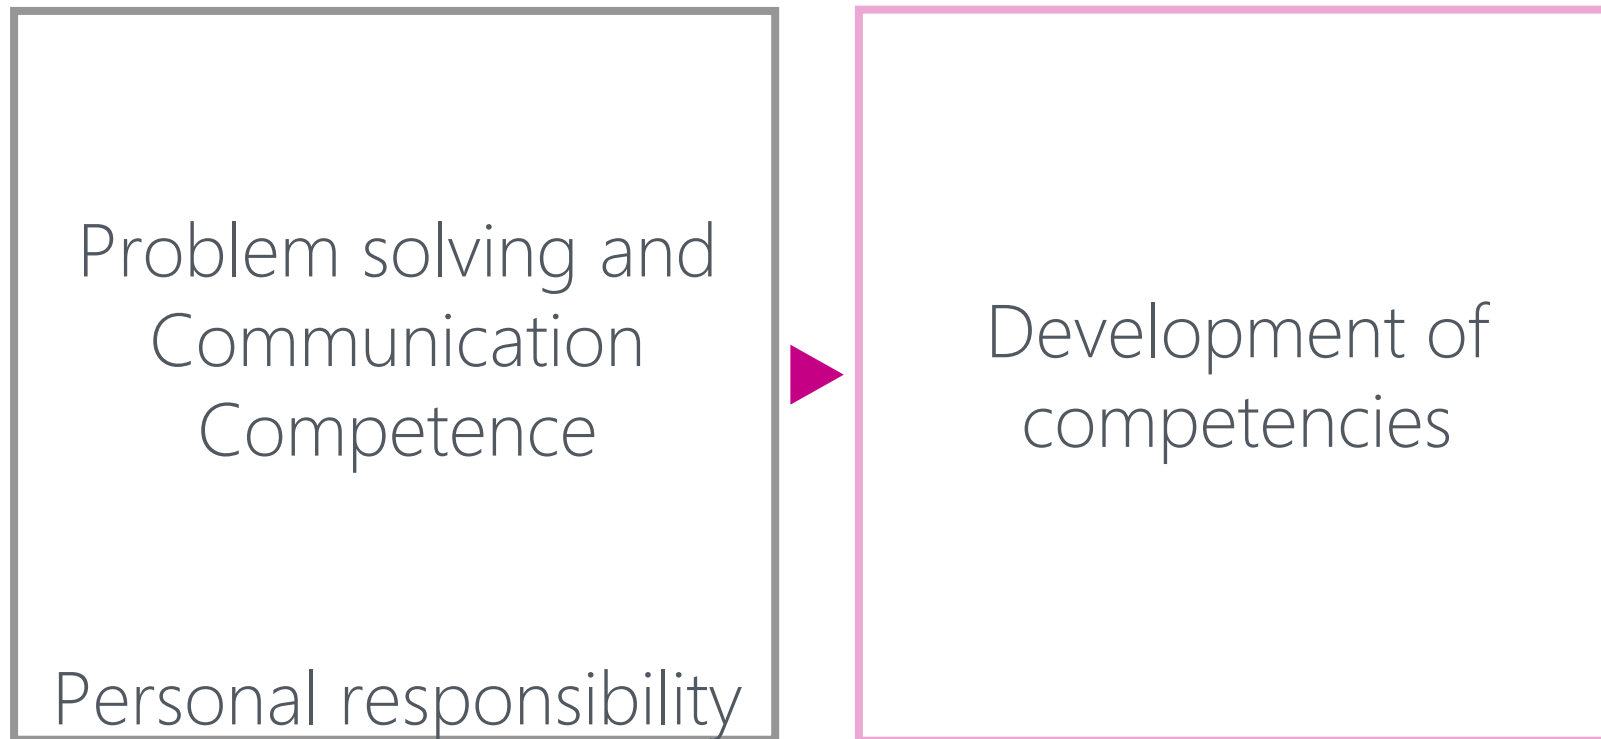 Problem solving and
Communication
Competence
Personal responsibility
Development of
competencies